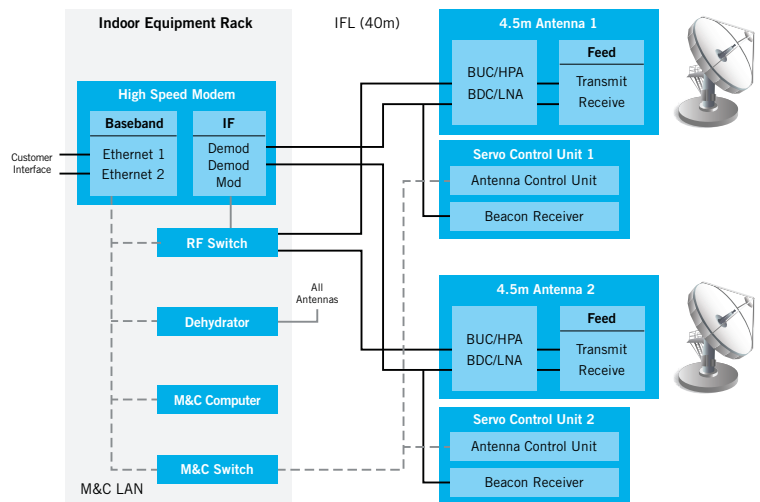 Indoor Equipment Rack
IFL (40m)
High Speed Modem
Baseband
Ethernet 1
Ethernet 2
IF
Demod
Demod
Mod
Customer
Interface
RF Switch
Dehydrator
All
Antennas
M&C Computer
M&C Switch
M&C LAN
4.5m Antenna 1
BUC/HPA
BDC/LNA
Feed
Transmit
Receive
Servo Control Unit 1
Antenna Control Unit
Beacon Receiver
4.5m Antenna 2
BUC/HPA
BDC/LNA
Feed
Transmit
Receive
Servo Control Unit 2
Antenna Control Unit
Beacon Receiver